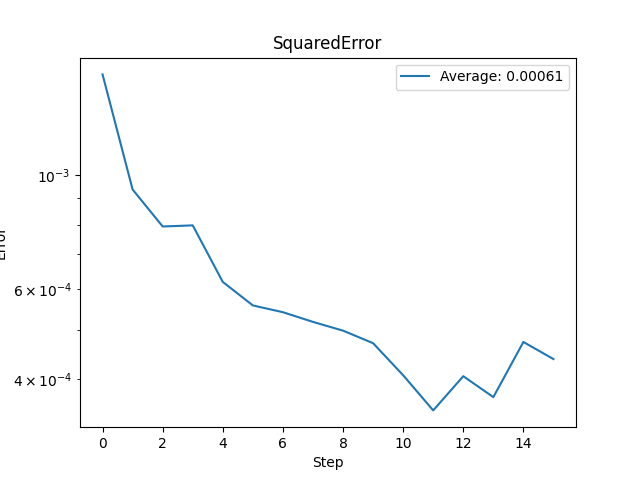 SquaredError
Average: 0.00061
Error
10⁻³
6 × 10⁻⁴
4 × 10⁻⁴
0 2 4 6 8 10 12 14
Step